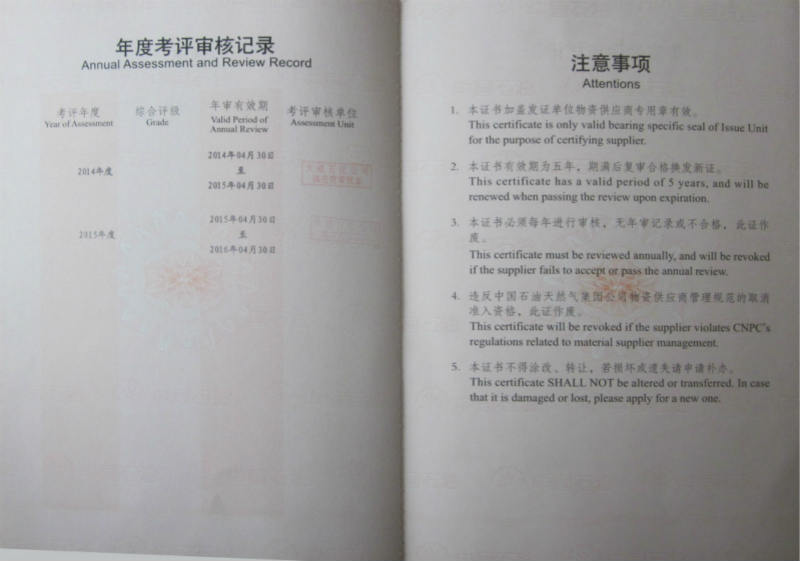 年度考评审核记录
Annual Assessment and Review Record
考评年度 综合评级 年审有效期 考评审核单位
Year of Assessment Grade Valid Period of Annual Review Assessment Unit
2014年度
2014年04月30日
至
2015年04月30日
2015年度
2015年04月30日
至
2016年04月30日
注意事项
Attentions
1. 本证书加盖发证单位物资供应商专用章有效。
This certificate is only valid bearing specific seal of Issue Unit
for the purpose of certifying supplier.
2. 本证书有效期为五年，期满后复审合格换发新证。
This certificate has a valid period of 5 years, and will be
renewed when passing the review upon expiration.
3. 本证书必须每年进行审核，无年审记录或不合格，此证作
废。
This certificate must be reviewed annually, and will be revoked
if the supplier fails to accept or pass the annual review.
4. 违反中国石油天然气集团公司物资供应商管理规范的取消
准入资格，此证作废。
This certificate will be revoked if the supplier violates CNPC's
regulations related to material supplier management.
5. 本证书不得涂改、转让，若损坏或遗失请申请补办。
This certificate SHALL NOT be altered or transferred. In case
that it is damaged or lost, please apply for a new one.